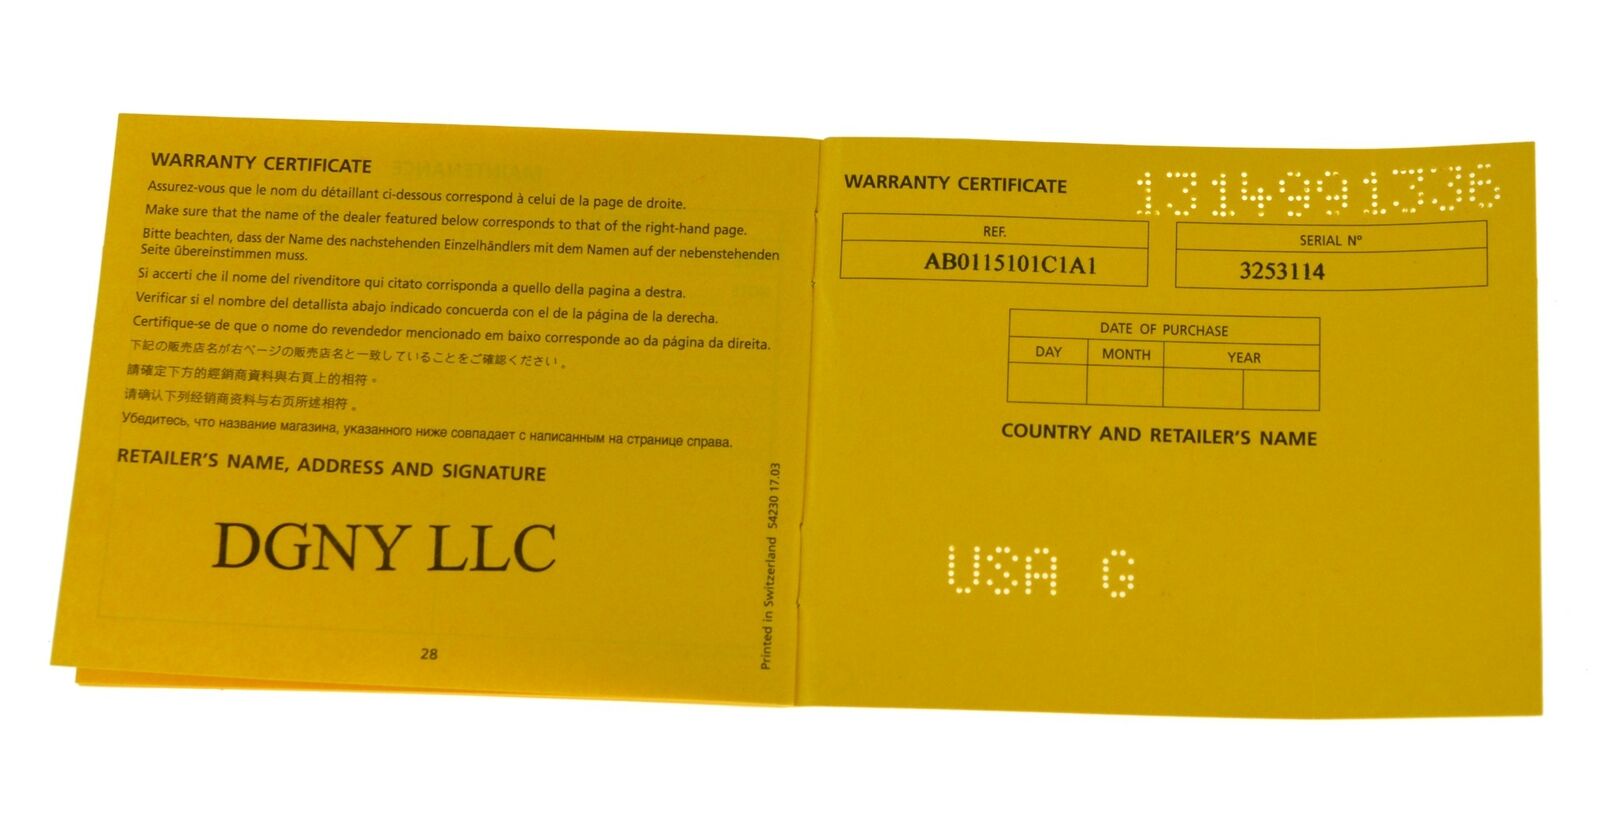 WARRANTY CERTIFICATE
Assurez-vous que le nom du détaillant ci-dessous correspond à celui de la page de droite.
Make sure that the name of the dealer featured below corresponds to that of the right-hand page.
Bitte beachten, dass der Name des nachstehenden Einzelhändlers mit dem Namen auf der nebenstehenden
Seite übereinstimmen muss.
Si accerti che il nome del rivenditore qui citato corrisponda a quello della pagina a destra.
Verificar si el nombre del detallista abajo indicado concuerda con el de la página de la derecha.
Certifique-se de que o nome do revendedor mencionado em baixo corresponde ao da página da direita.
下記の販売店名が右ページの販売店名と一致していることをご確認ください。
請確定下方的經銷商資料與右頁上的相符。
请确认下列经销商资料与右页所述相符。
Убедитесь, что название магазина, указанного ниже совпадает с написанным на странице справа.
RETAILER'S NAME, ADDRESS AND SIGNATURE
DGNY LLC
28
Printed in Switzerland S4230 17.03
WARRANTY CERTIFICATE
1314991336
REF.
AB0115101C1A1
SERIAL Nº
3253114
DATE OF PURCHASE
DAY MONTH YEAR
COUNTRY AND RETAILER'S NAME
USA G